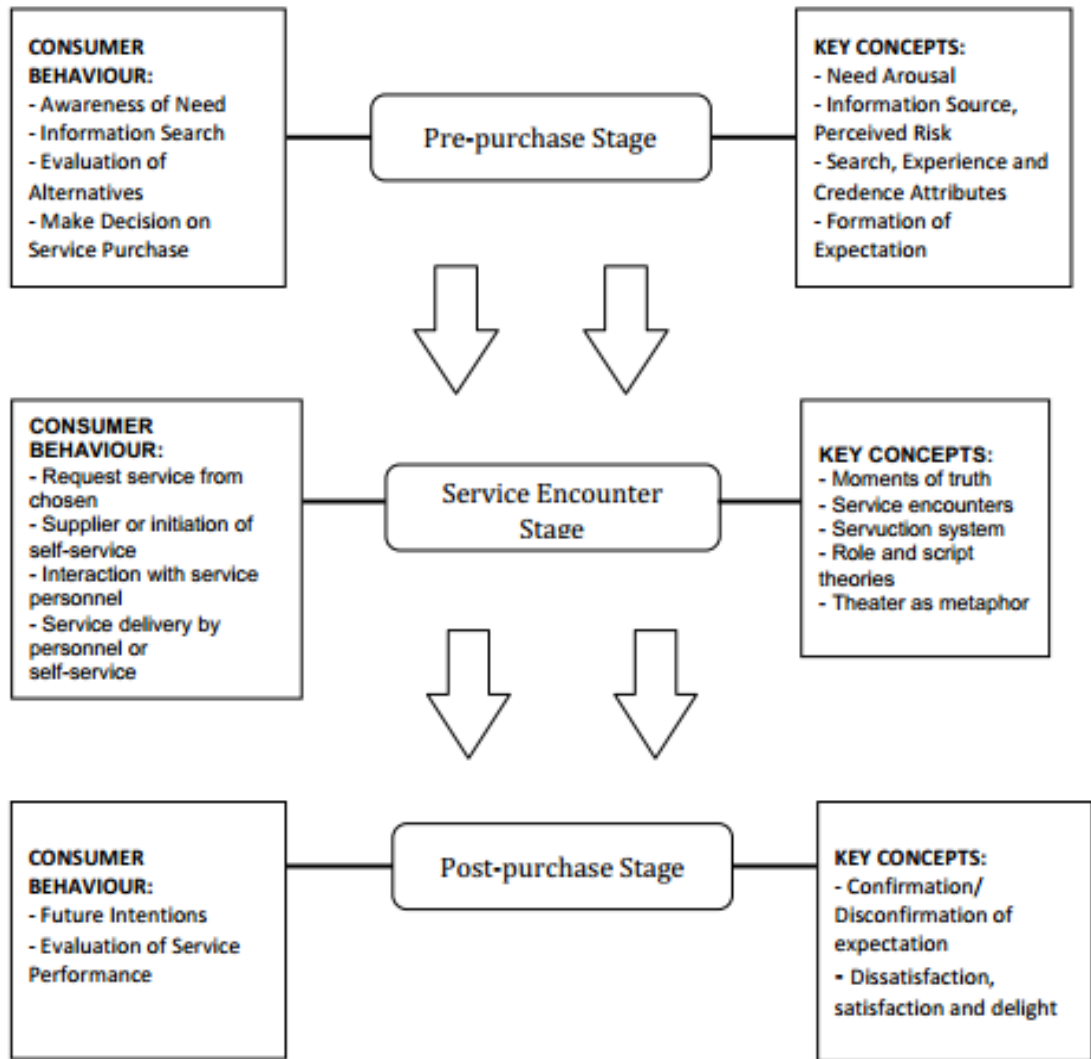 CONSUMER
BEHAVIOUR:
- Awareness of Need
- Information Search
- Evaluation of
Alternatives
- Make Decision on
Service Purchase
Pre-purchase Stage
KEY CONCEPTS:
- Need Arousal
- Information Source,
Perceived Risk
- Search, Experience and
Credence Attributes
- Formation of
Expectation
CONSUMER
BEHAVIOUR:
- Request service from
chosen
- Supplier or initiation of
self-service
- Interaction with service
personnel
- Service delivery by
personnel or
self-service
Service Encounter
Stage
KEY CONCEPTS:
- Moments of truth
- Service encounters
- Servuction system
- Role and script
theories
- Theater as metaphor
CONSUMER
BEHAVIOUR:
- Future Intentions
- Evaluation of Service
Performance
Post-purchase Stage
KEY CONCEPTS:
- Confirmation/
Disconfirmation of
expectation
- Dissatisfaction,
satisfaction and delight